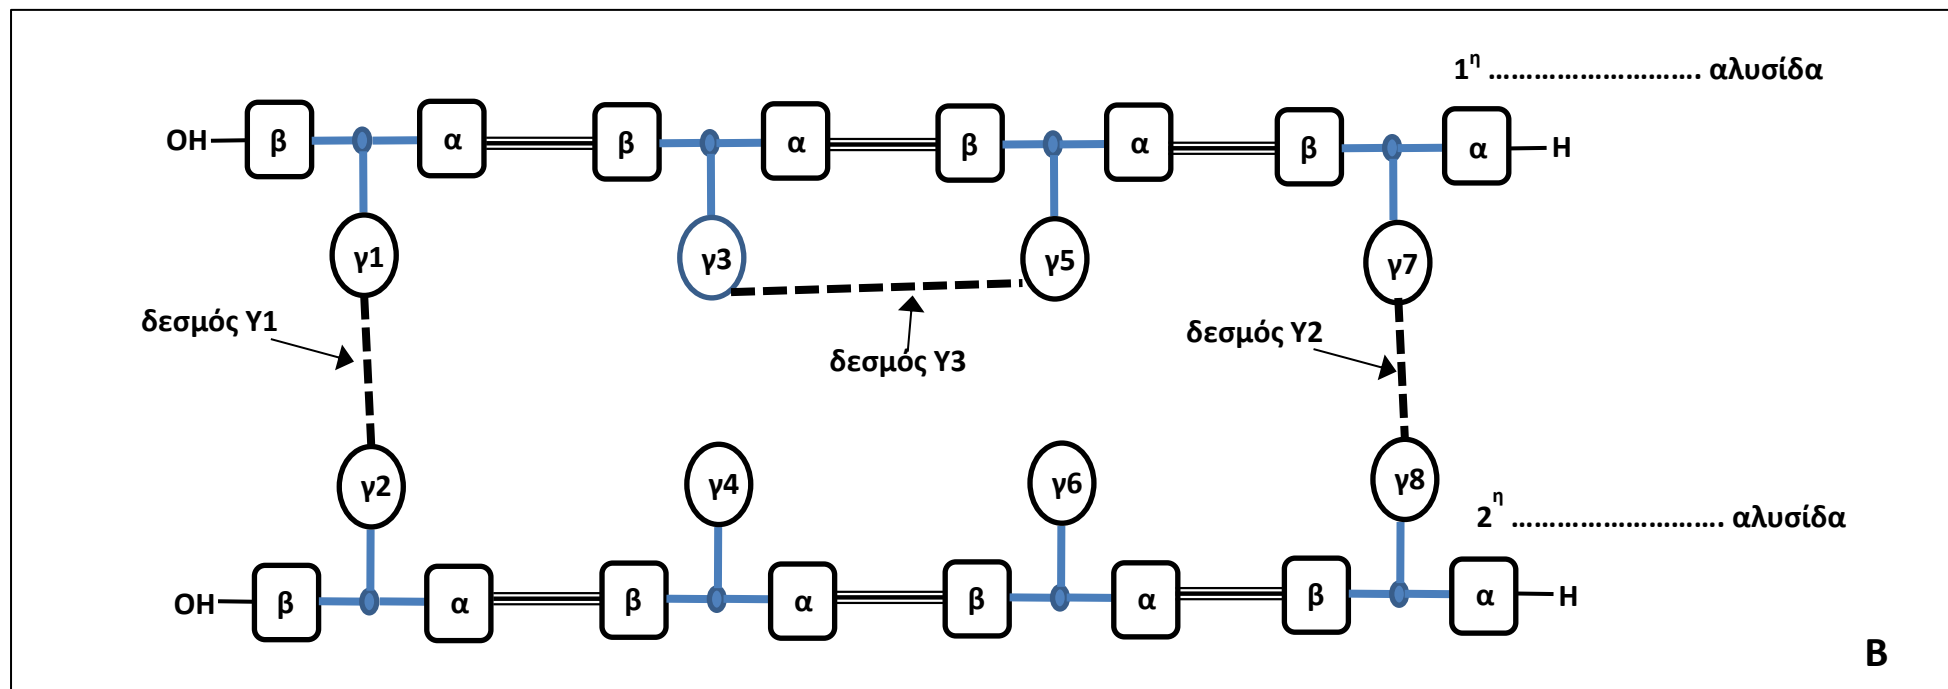 1η ............................ αλυσίδα
OH β α β α β α β α H
γ1 γ3 γ5 γ7
δεσμός Υ1 δεσμός Υ3 δεσμός Υ2
γ2 γ4 γ6 γ8
2η ............................ αλυσίδα
OH β α β α β α β α H
B